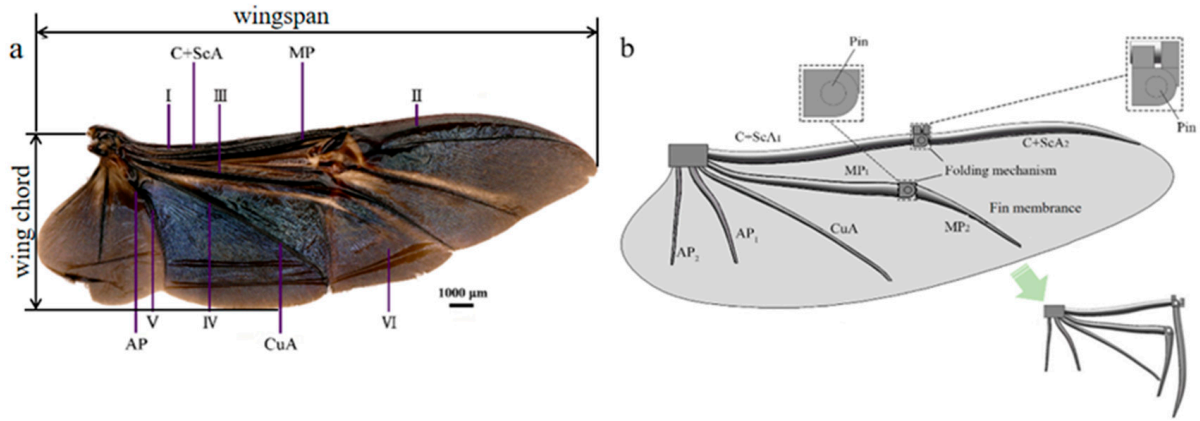 wingspan
a
C+ScA
MP
I
III
II
wing chord
1000 μm
V
IV
VI
AP
CuA
b
Pin
Pin
C=ScA1
C+ScA2
MP1
Folding mechanism
Fin membrance
MP2
CuA
AP1
AP2